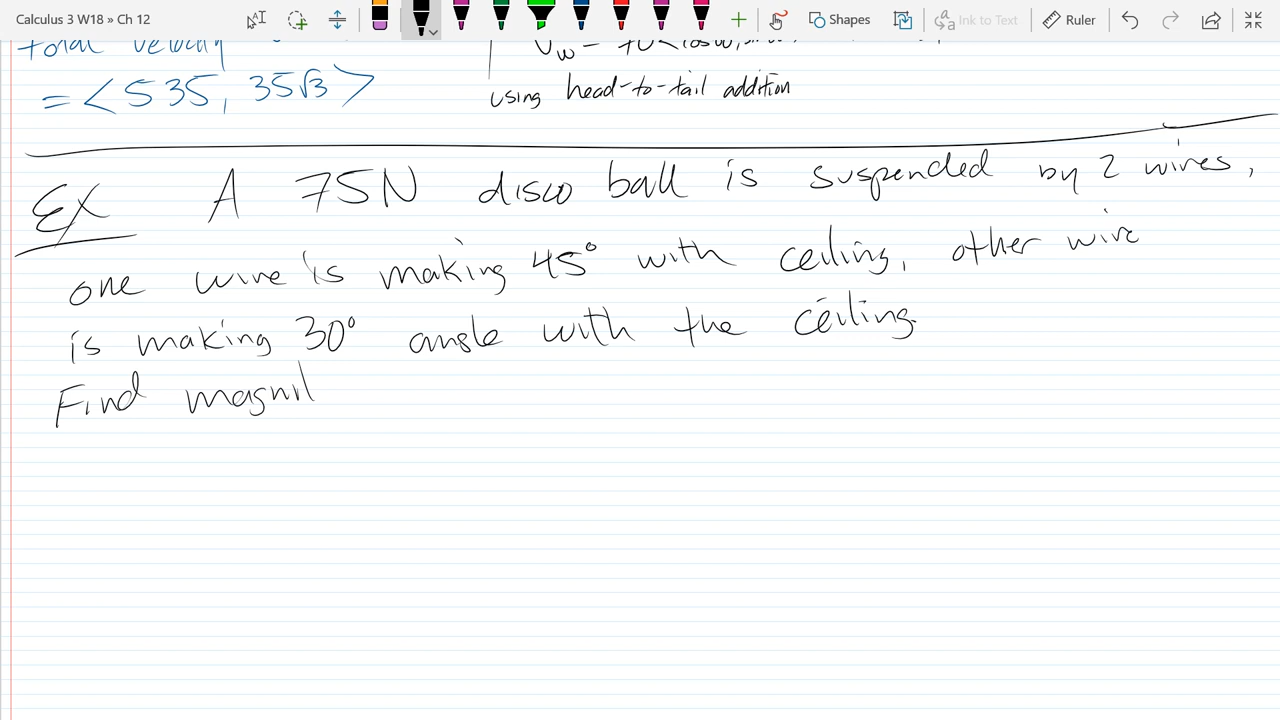 Calculus 3 W18 » Ch 12
Shapes
Ink to Text
Ruler
total velocity
= <535, 35√3>
using head-to-tail addition
Ex A 75N disco ball is suspended by 2 wires,
one wire is making 45° with ceiling, other wire
is making 30° angle with the ceiling.
Find magnit